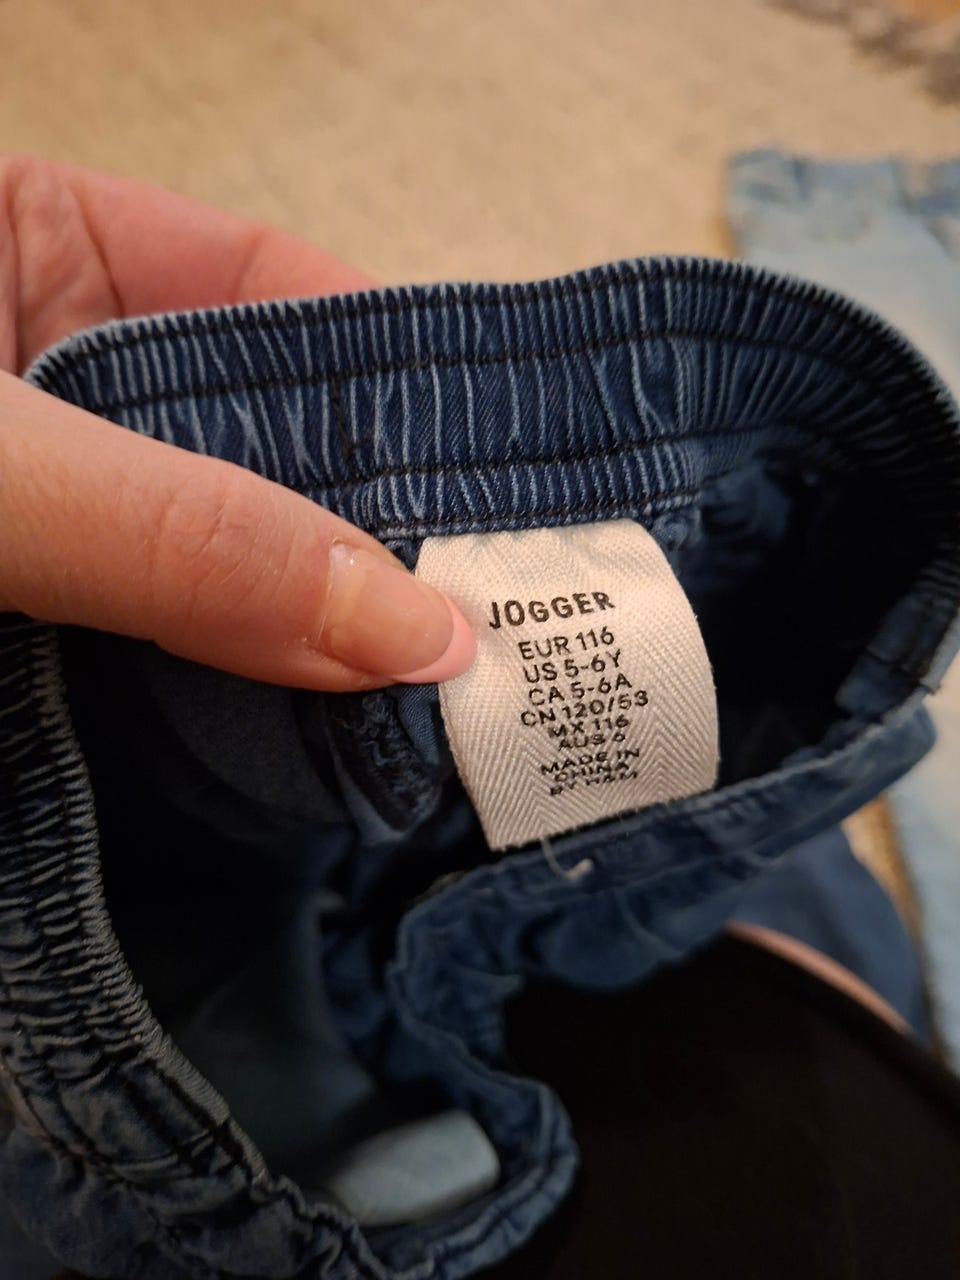 JOGGER
EUR 116
US 5-6Y
CA 5-6A
CN 120/53
MX 116
AUS 6
MADE IN
CHINA
BY H&M